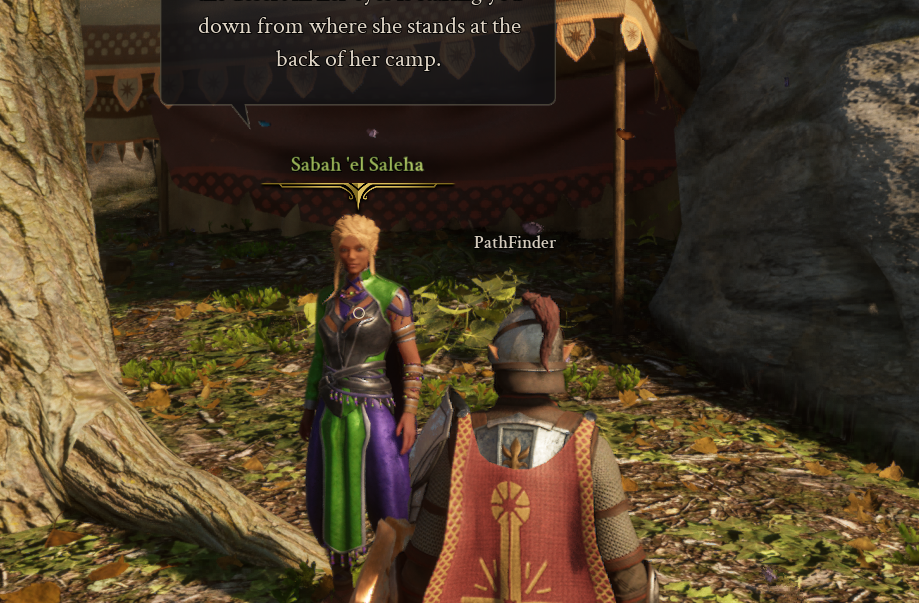 down from where she stands at the
back of her camp.
Sabah 'el Saleha
PathFinder